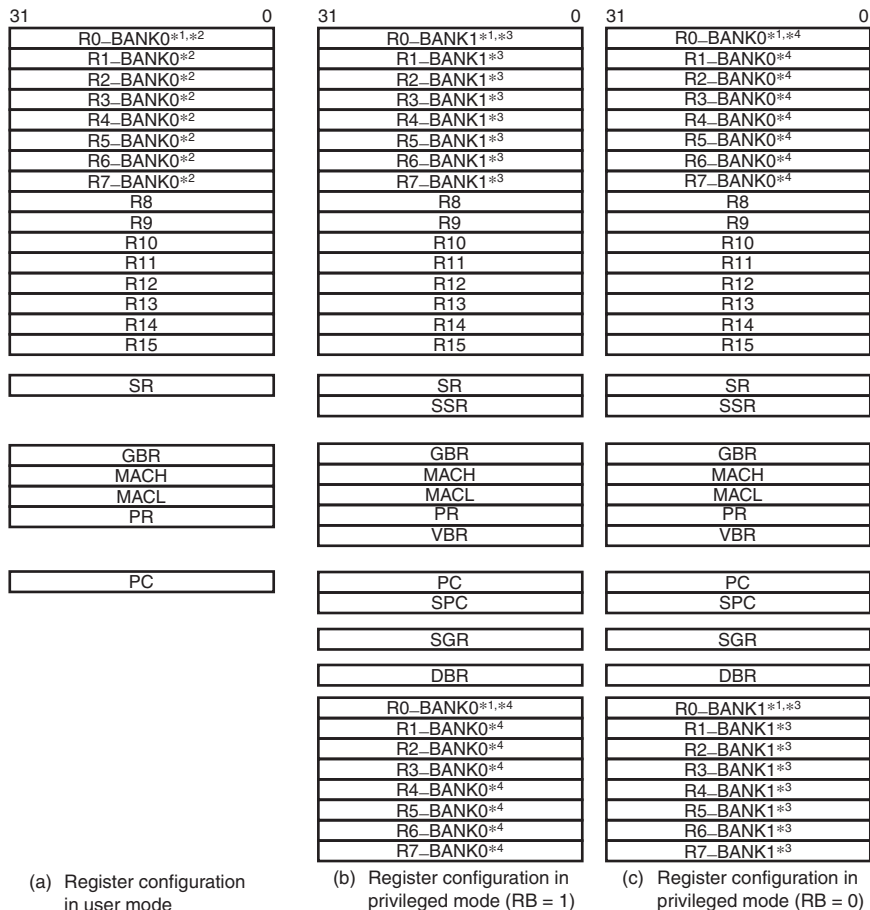 31 0
R0_BANK0*1,*2
R1_BANK0*2
R2_BANK0*2
R3_BANK0*2
R4_BANK0*2
R5_BANK0*2
R6_BANK0*2
R7_BANK0*2
R8
R9
R10
R11
R12
R13
R14
R15
SR
GBR
MACH
MACL
PR
PC
(a) Register configuration
in user mode
31 0
R0_BANK1*1,*3
R1_BANK1*3
R2_BANK1*3
R3_BANK1*3
R4_BANK1*3
R5_BANK1*3
R6_BANK1*3
R7_BANK1*3
R8
R9
R10
R11
R12
R13
R14
R15
SR
SSR
GBR
MACH
MACL
PR
VBR
PC
SPC
SGR
DBR
R0_BANK0*1,*4
R1_BANK0*4
R2_BANK0*4
R3_BANK0*4
R4_BANK0*4
R5_BANK0*4
R6_BANK0*4
R7_BANK0*4
(b) Register configuration in
privileged mode (RB = 1)
31 0
R0_BANK0*1,*4
R1_BANK0*4
R2_BANK0*4
R3_BANK0*4
R4_BANK0*4
R5_BANK0*4
R6_BANK0*4
R7_BANK0*4
R8
R9
R10
R11
R12
R13
R14
R15
SR
SSR
GBR
MACH
MACL
PR
VBR
PC
SPC
SGR
DBR
R0_BANK1*1,*3
R1_BANK1*3
R2_BANK1*3
R3_BANK1*3
R4_BANK1*3
R5_BANK1*3
R6_BANK1*3
R7_BANK1*3
(c) Register configuration in
privileged mode (RB = 0)